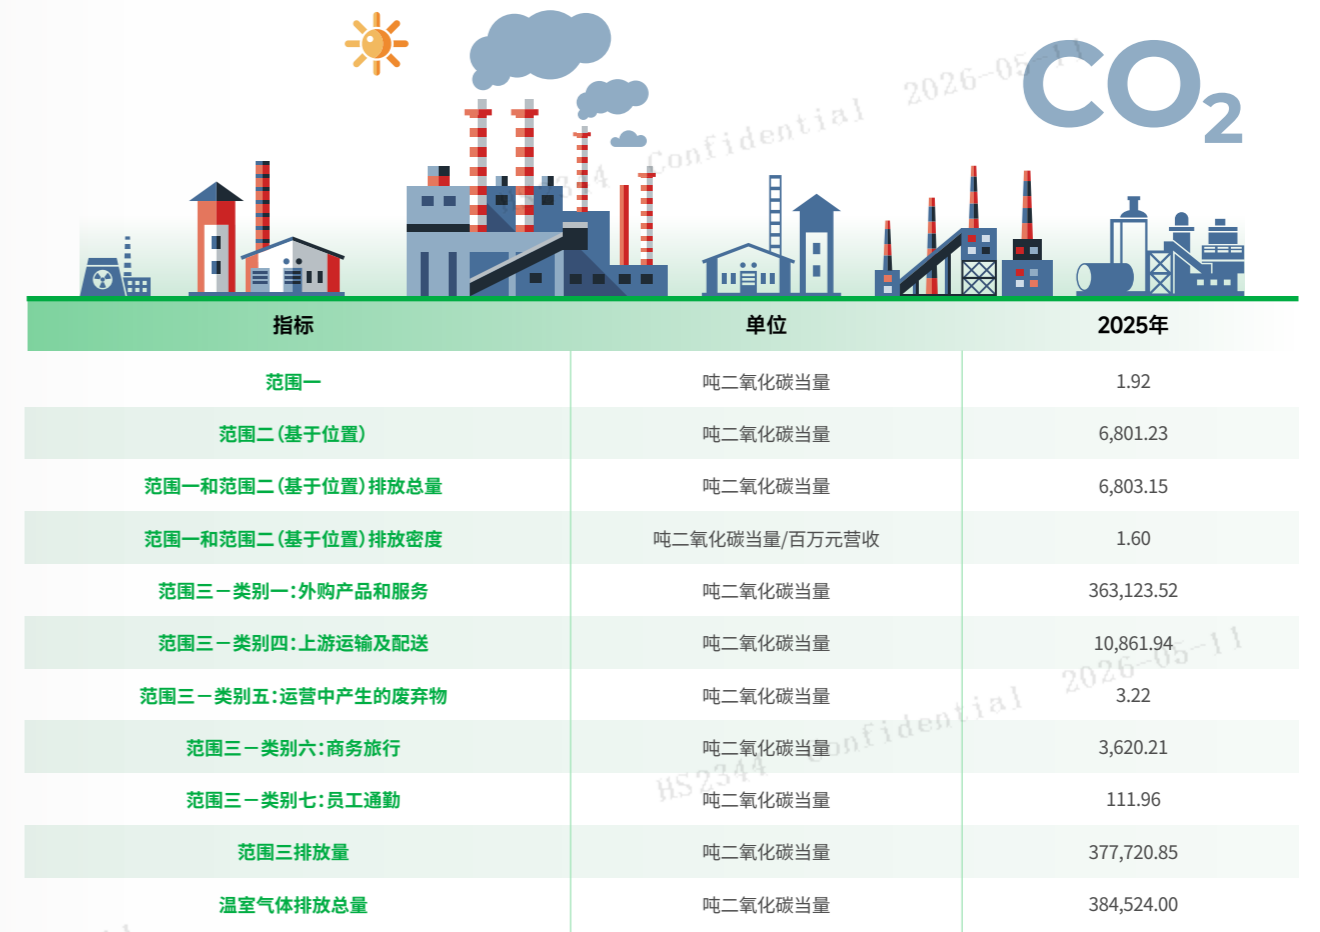 CO2
2344 Confidential 2026-05-11
指标 单位 2025年
范围一 吨二氧化碳当量 1.92
范围二（基于位置） 吨二氧化碳当量 6,801.23
范围一和范围二（基于位置）排放总量 吨二氧化碳当量 6,803.15
范围一和范围二（基于位置）排放密度 吨二氧化碳当量/百万元营收 1.60
范围三－类别一：外购产品和服务 吨二氧化碳当量 363,123.52
范围三－类别四：上游运输及配送 吨二氧化碳当量 10,861.94
范围三－类别五：运营中产生的废弃物 吨二氧化碳当量 3.22
范围三－类别六：商务旅行 吨二氧化碳当量 3,620.21
范围三－类别七：员工通勤 吨二氧化碳当量 111.96
HS2344 Confidential 2026-05-11
范围三排放量 吨二氧化碳当量 377,720.85
温室气体排放总量 吨二氧化碳当量 384,524.00